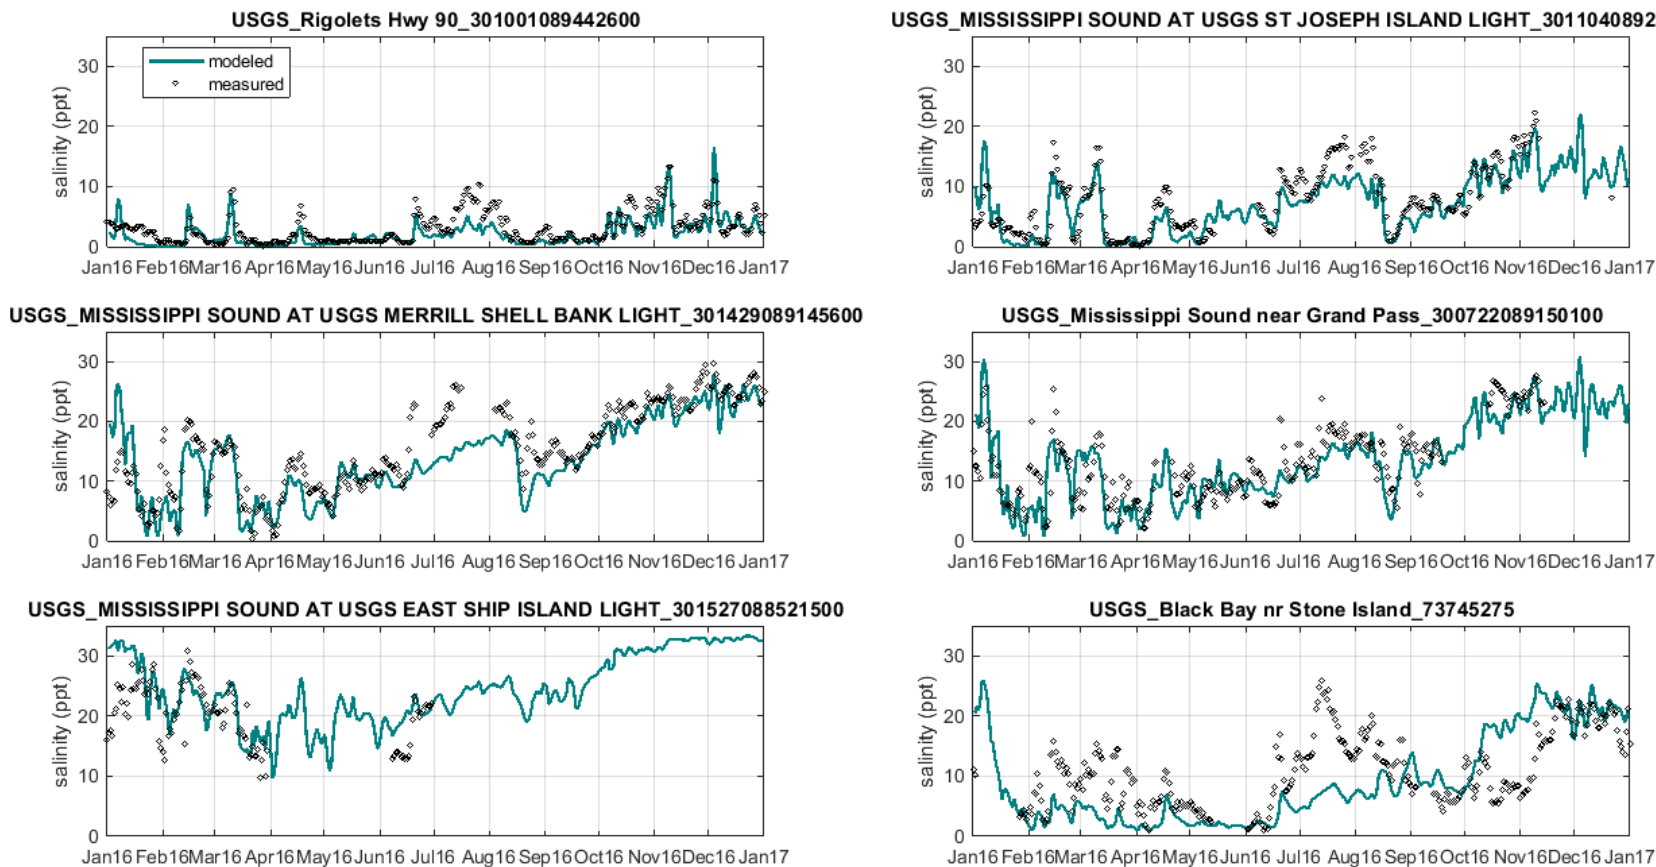 USGS_Rigolets Hwy 90_301001089442600
modeled
measured
salinity (ppt)
30
20
10
0
Jan16 Feb16 Mar16 Apr16 May16 Jun16 Jul16 Aug16 Sep16 Oct16 Nov16 Dec16 Jan17
USGS_MISSISSIPPI SOUND AT USGS ST JOSEPH ISLAND LIGHT_3011040892
salinity (ppt)
30
20
10
0
Jan16 Feb16 Mar16 Apr16 May16 Jun16 Jul16 Aug16 Sep16 Oct16 Nov16 Dec16 Jan17
USGS_MISSISSIPPI SOUND AT USGS MERRILL SHELL BANK LIGHT_301429089145600
salinity (ppt)
30
20
10
0
Jan16 Feb16 Mar16 Apr16 May16 Jun16 Jul16 Aug16 Sep16 Oct16 Nov16 Dec16 Jan17
USGS_Mississippi Sound near Grand Pass_300722089150100
salinity (ppt)
30
20
10
0
Jan16 Feb16 Mar16 Apr16 May16 Jun16 Jul16 Aug16 Sep16 Oct16 Nov16 Dec16 Jan17
USGS_MISSISSIPPI SOUND AT USGS EAST SHIP ISLAND LIGHT_301527088521500
salinity (ppt)
30
20
10
0
Jan16 Feb16 Mar16 Apr16 May16 Jun16 Jul16 Aug16 Sep16 Oct16 Nov16 Dec16 Jan17
USGS_Black Bay nr Stone Island_73745275
salinity (ppt)
30
20
10
0
Jan16 Feb16 Mar16 Apr16 May16 Jun16 Jul16 Aug16 Sep16 Oct16 Nov16 Dec16 Jan17